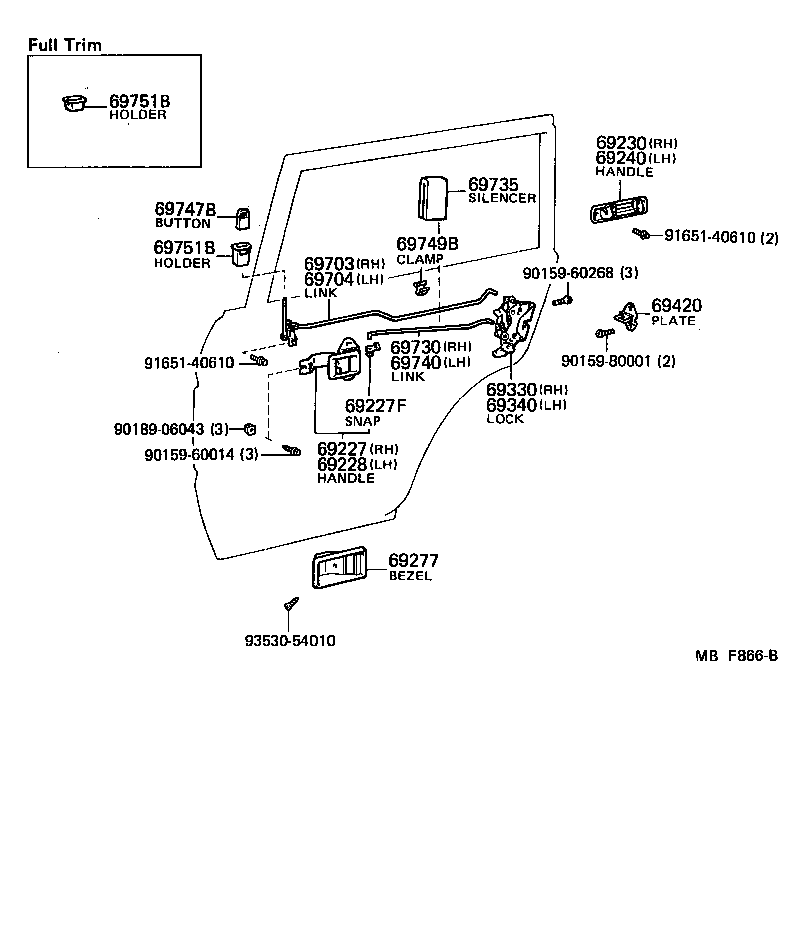 Full Trim
69751B
HOLDER
69230(RH)
69240(LH)
HANDLE
69735
SILENCER
69747B
BUTTON
69749B
CLAMP
91651-40610 (2)
69751B
HOLDER
69703(RH)
69704(LH)
LINK
90159-60268 (3)
69420
PLATE
91651-40610
69730(RH)
69740(LH)
LINK
90159-80001 (2)
69330(RH)
69340(LH)
LOCK
69227F
SNAP
90189-06043 (3)
90159-60014 (3)
69227(RH)
69228(LH)
HANDLE
69277
BEZEL
93530-54010
MB F866-B